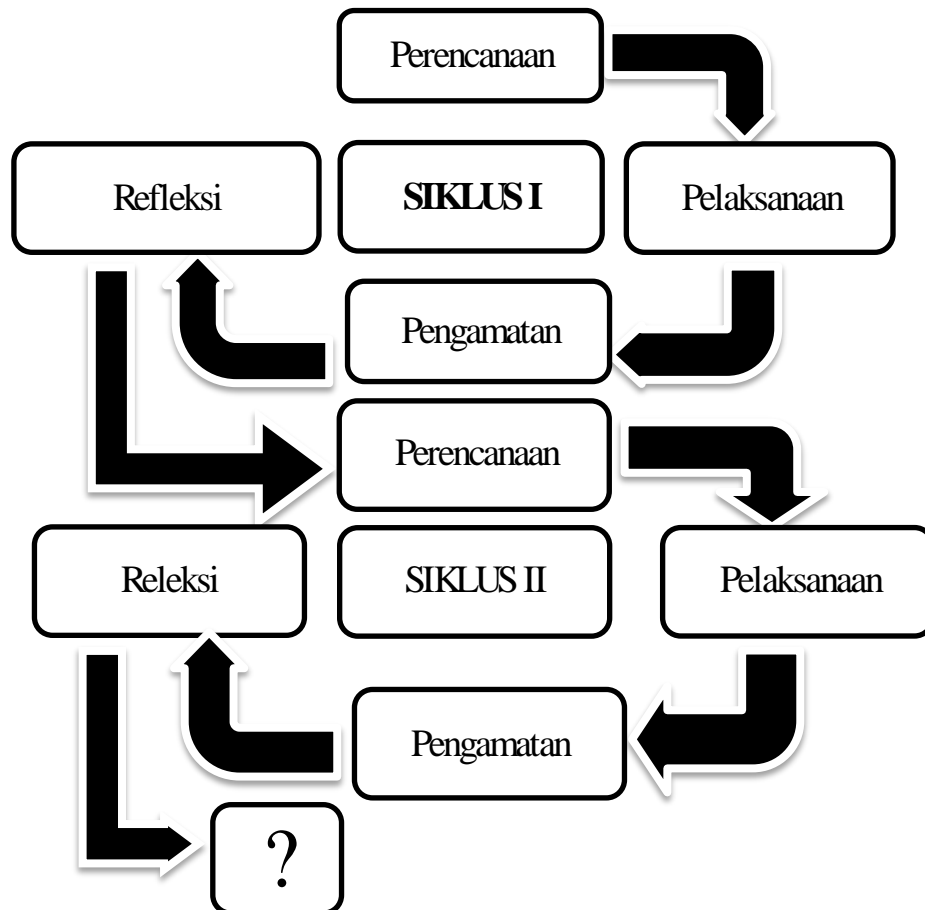 Perencanaan
Refleksi
SIKLUS I
Pelaksanaan
Pengamatan
Perencanaan
Releksi
SIKLUS II
Pelaksanaan
Pengamatan
?